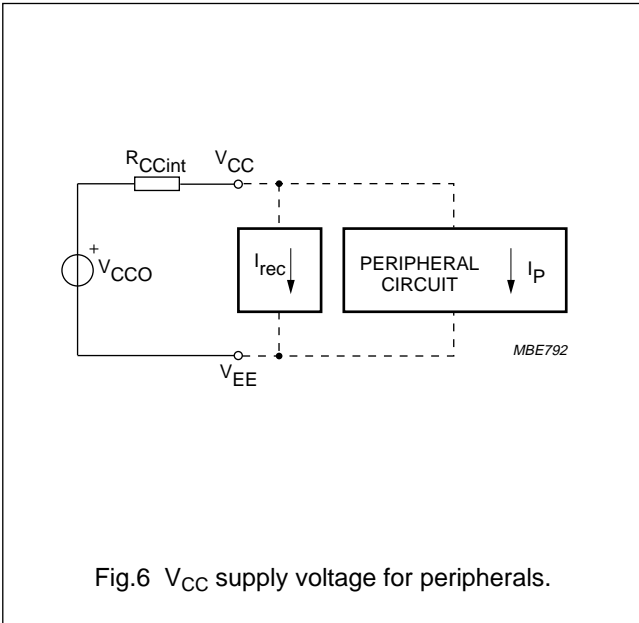 R_CCint V_CC
+
V_CCO
I_rec
PERIPHERAL
CIRCUIT
I_P
MBE792
V_EE
Fig.6 V_CC supply voltage for peripherals.